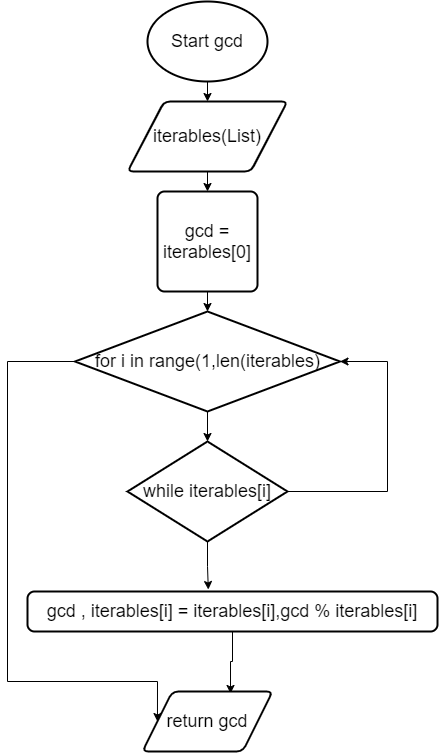 Start gcd
iterables(List)
gcd =
iterables[0]
for i in range(1,len(iterables)
while iterables[i]
gcd , iterables[i] = iterables[i],gcd % iterables[i]
return gcd